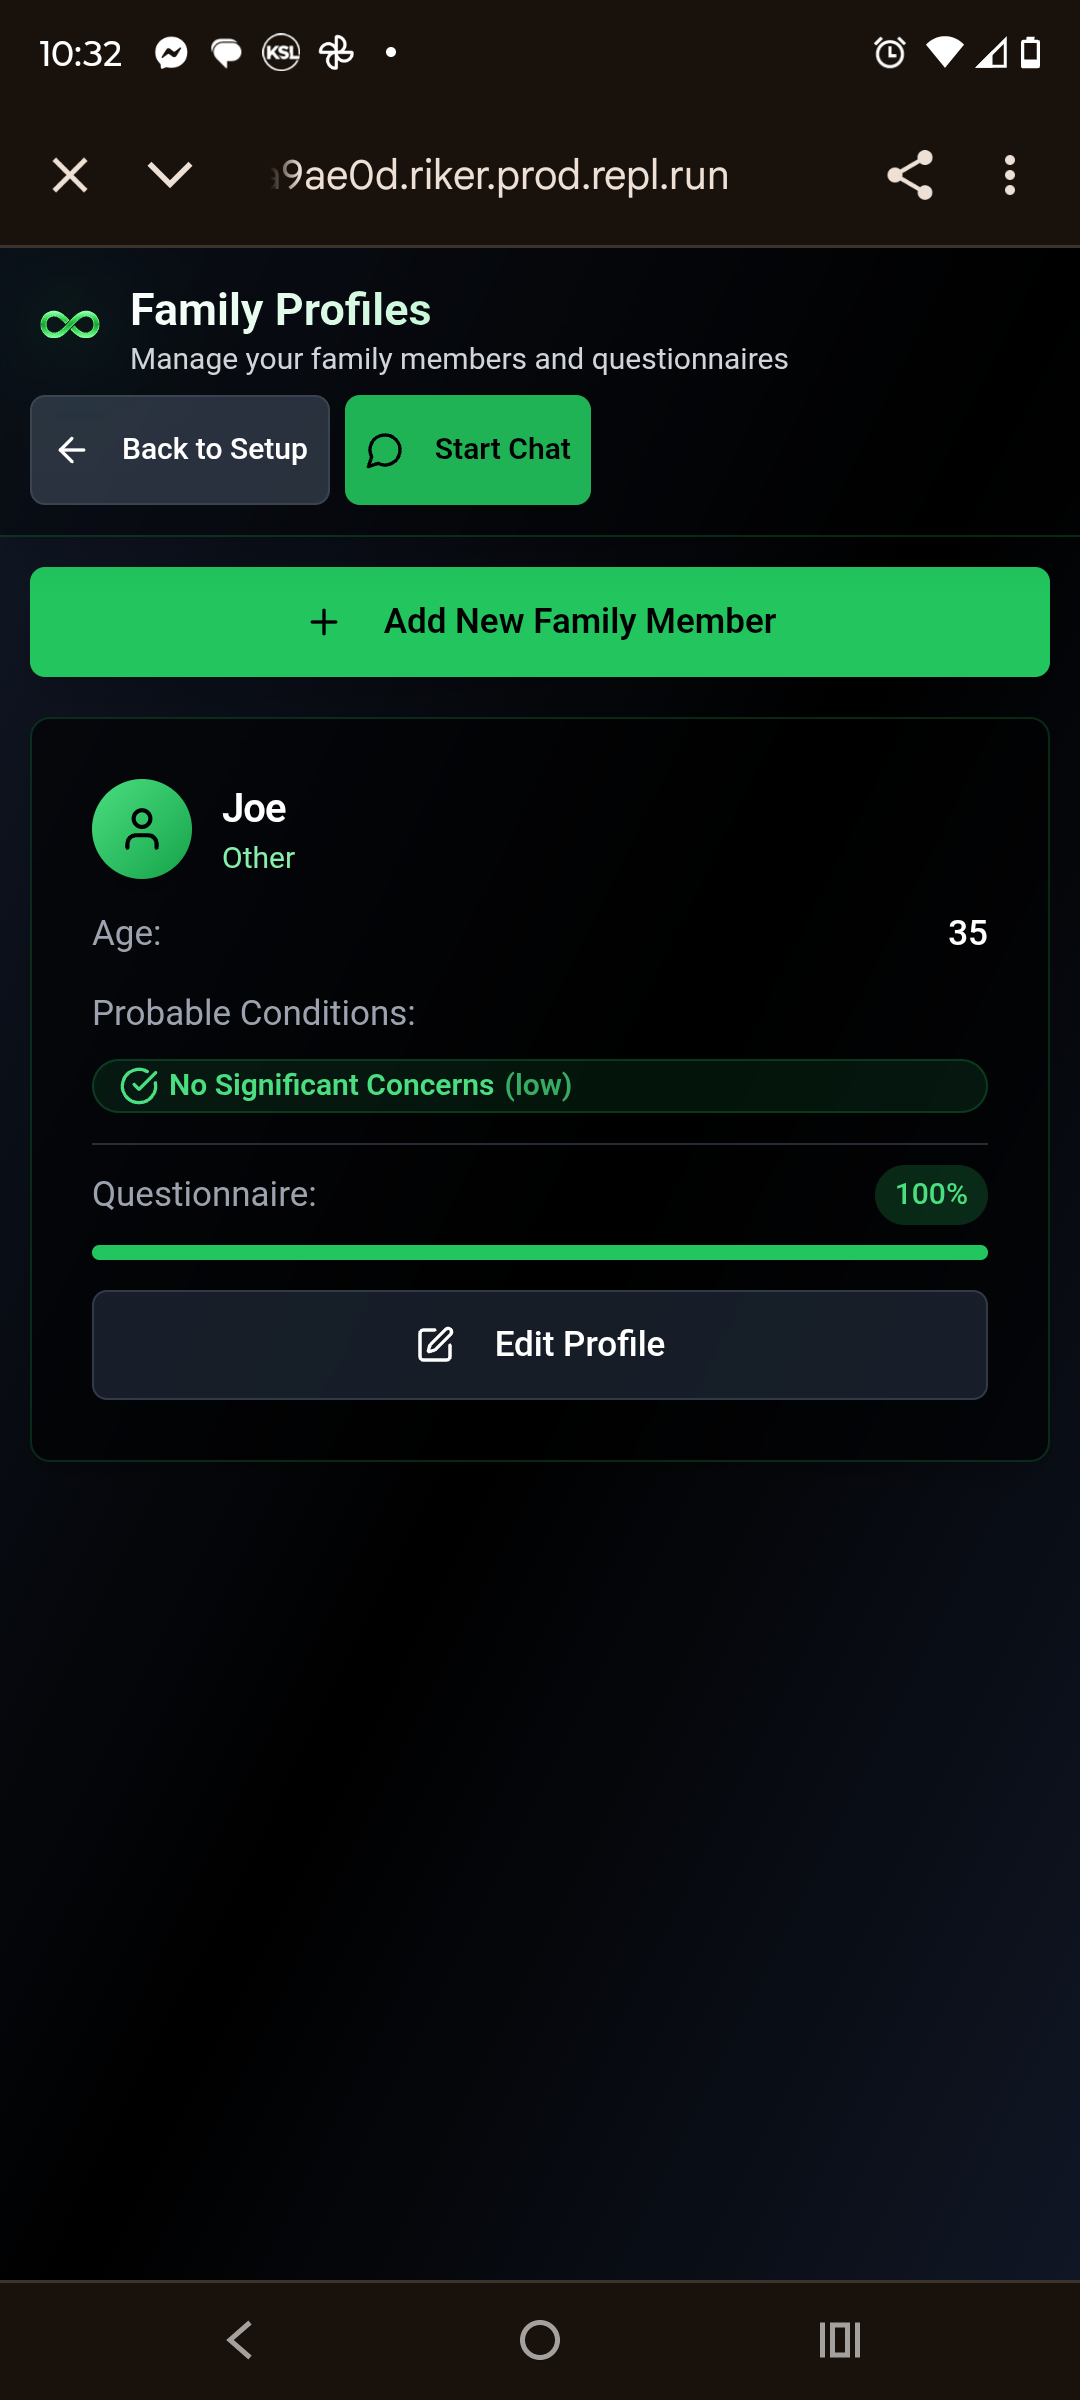 10:32
KSL
a9ae0d.riker.prod.repl.run
Family Profiles
Manage your family members and questionnaires
Back to Setup
Start Chat
Add New Family Member
Joe
Other
Age:
35
Probable Conditions:
No Significant Concerns (low)
Questionnaire:
100%
Edit Profile